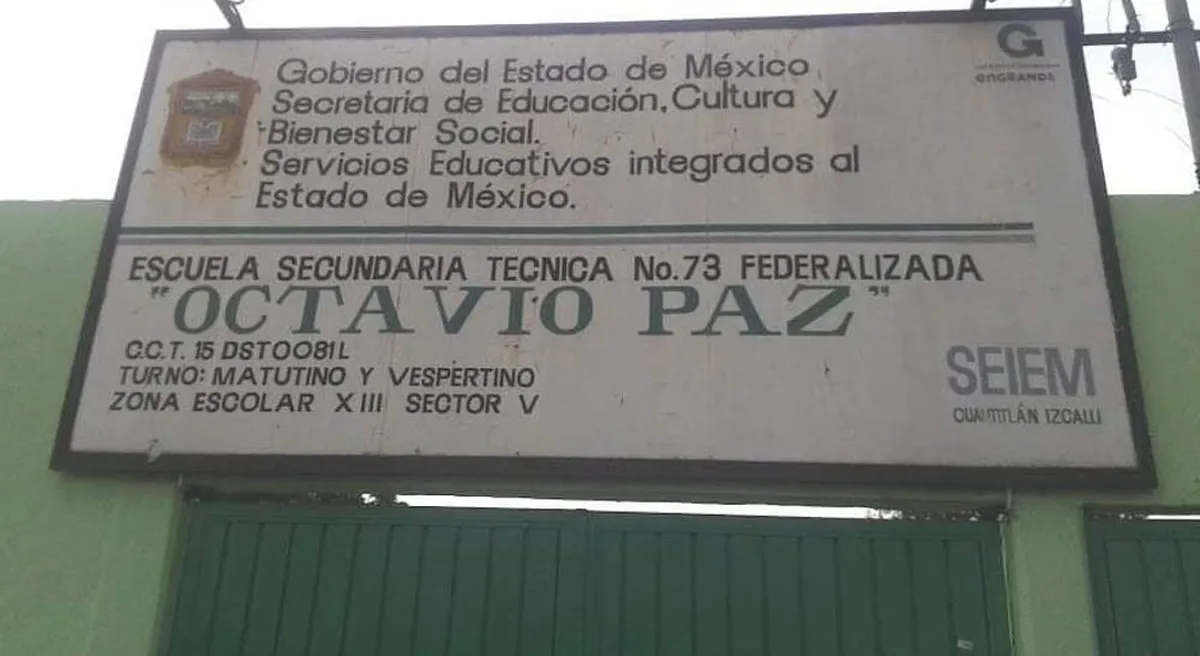 Gobierno del Estado de México
Secretaria de Educación, Cultura y
Bienestar Social.
Servicios Educativos integrados al
Estado de México.
G
enGRANDE
ESCUELA SECUNDARIA TECNICA No.73 FEDERALIZADA
"OCTAVIO PAZ"
C.C.T. 15 DST0081L
TURNO: MATUTINO Y VESPERTINO
ZONA ESCOLAR XIII SECTOR V
SEIEM
CUAUTITLÁN IZCALLI